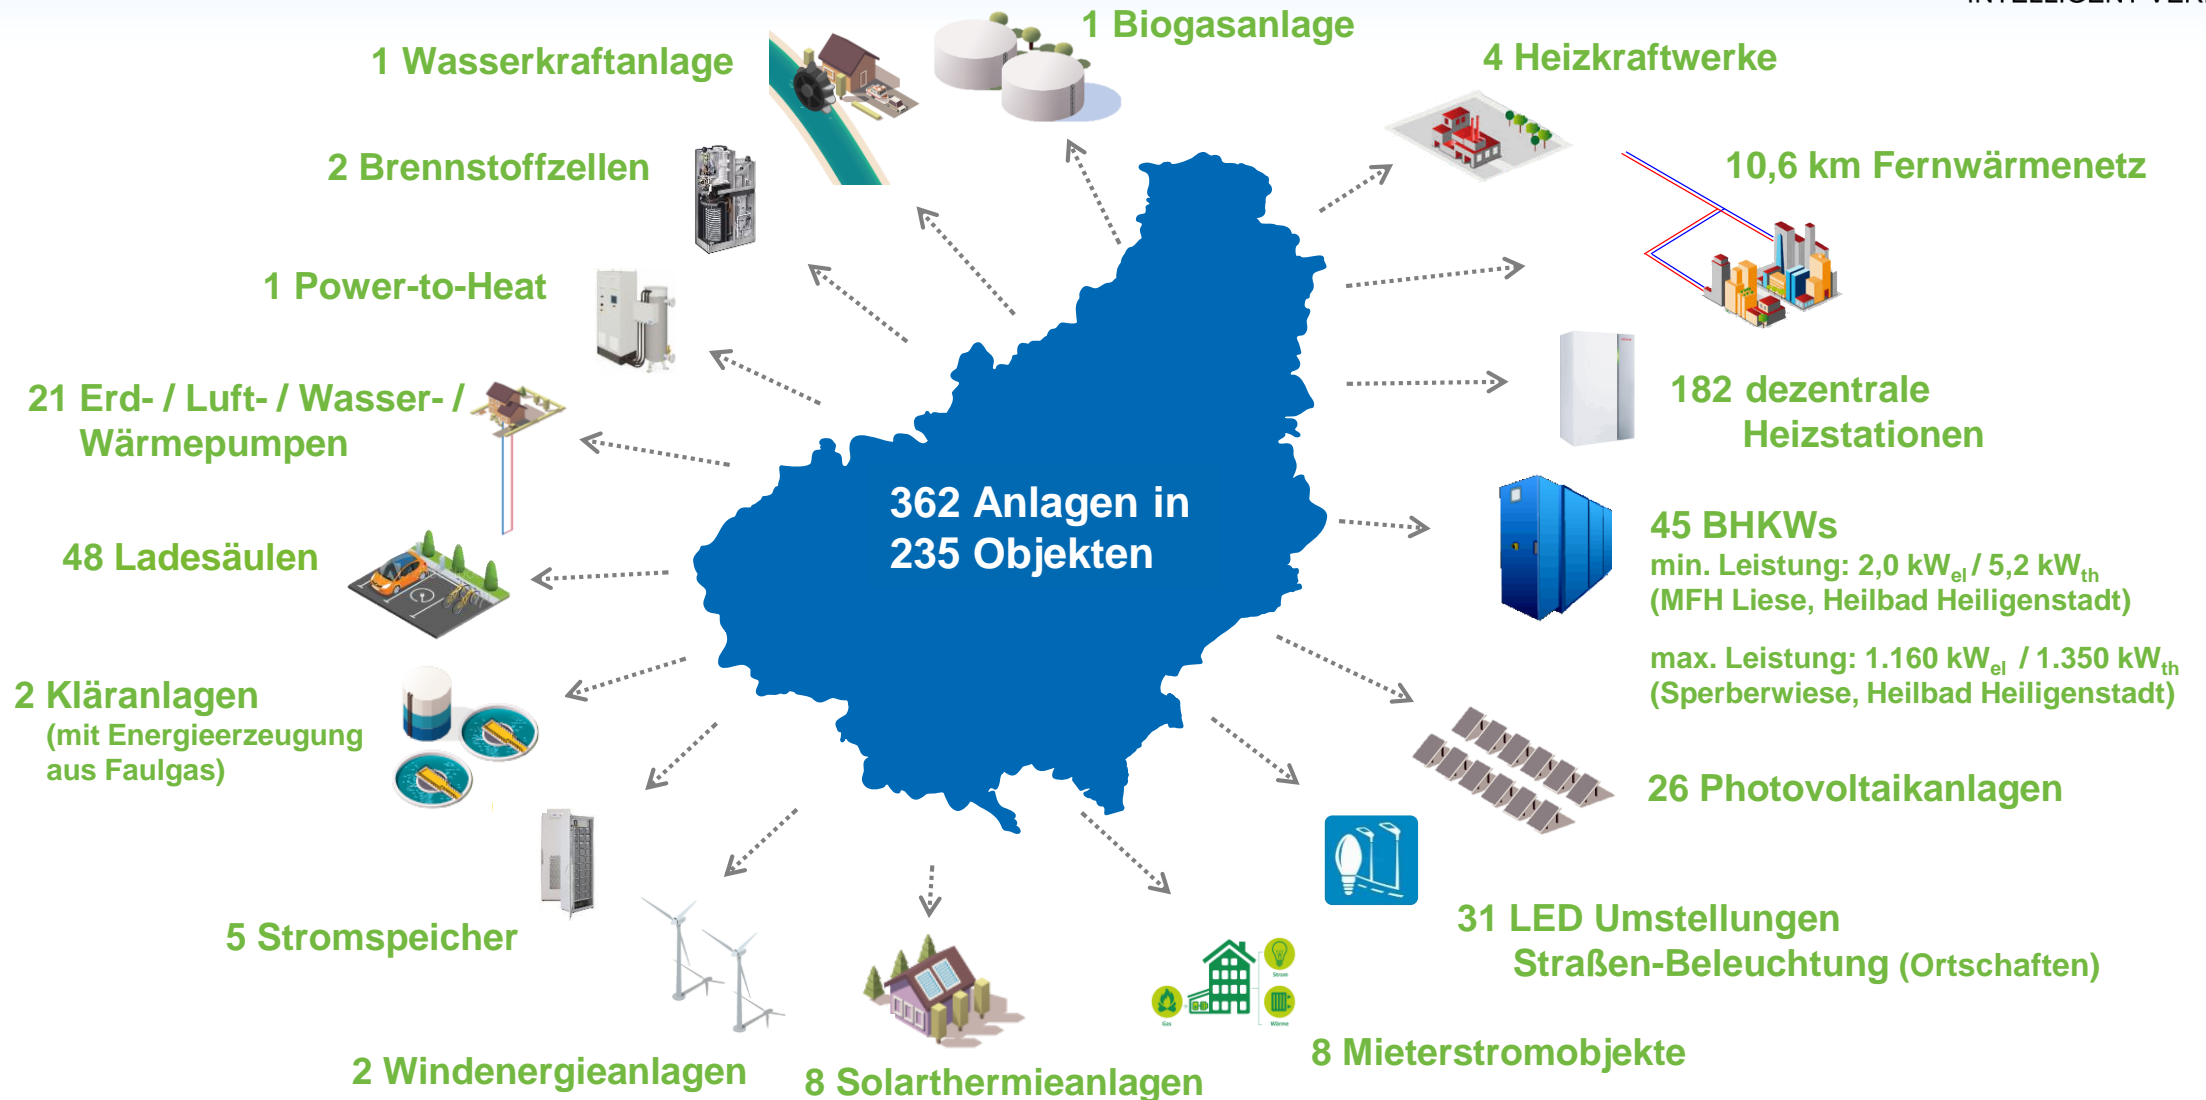 1 Biogasanlage
1 Wasserkraftanlage
4 Heizkraftwerke
2 Brennstoffzellen
10,6 km Fernwärmenetz
1 Power-to-Heat
21 Erd- / Luft- / Wasser- /
Wärmepumpen
182 dezentrale
Heizstationen
362 Anlagen in
235 Objekten
48 Ladesäulen
45 BHKWs
min. Leistung: 2,0 kWel / 5,2 kWth
(MFH Liese, Heilbad Heiligenstadt)
max. Leistung: 1.160 kWel / 1.350 kWth
(Sperberwiese, Heilbad Heiligenstadt)
2 Kläranlagen
(mit Energieerzeugung
aus Faulgas)
26 Photovoltaikanlagen
5 Stromspeicher
31 LED Umstellungen
Straßen-Beleuchtung (Ortschaften)
Strom
Gas
Wärme
8 Mieterstromobjekte
2 Windenergieanlagen
8 Solarthermieanlagen